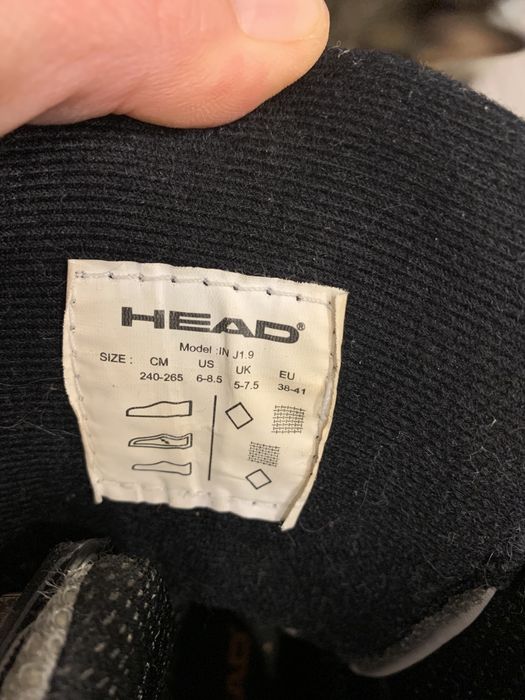 HEAD®
Model :IN J1.9
SIZE : CM US UK EU
240-265 6-8.5 5-7.5 38-41
EAD